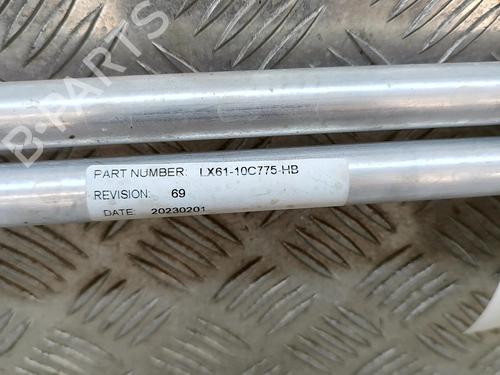 B-PARTS
PART NUMBER: LX61-10C775-HB
REVISION: 69
DATE: 20230201